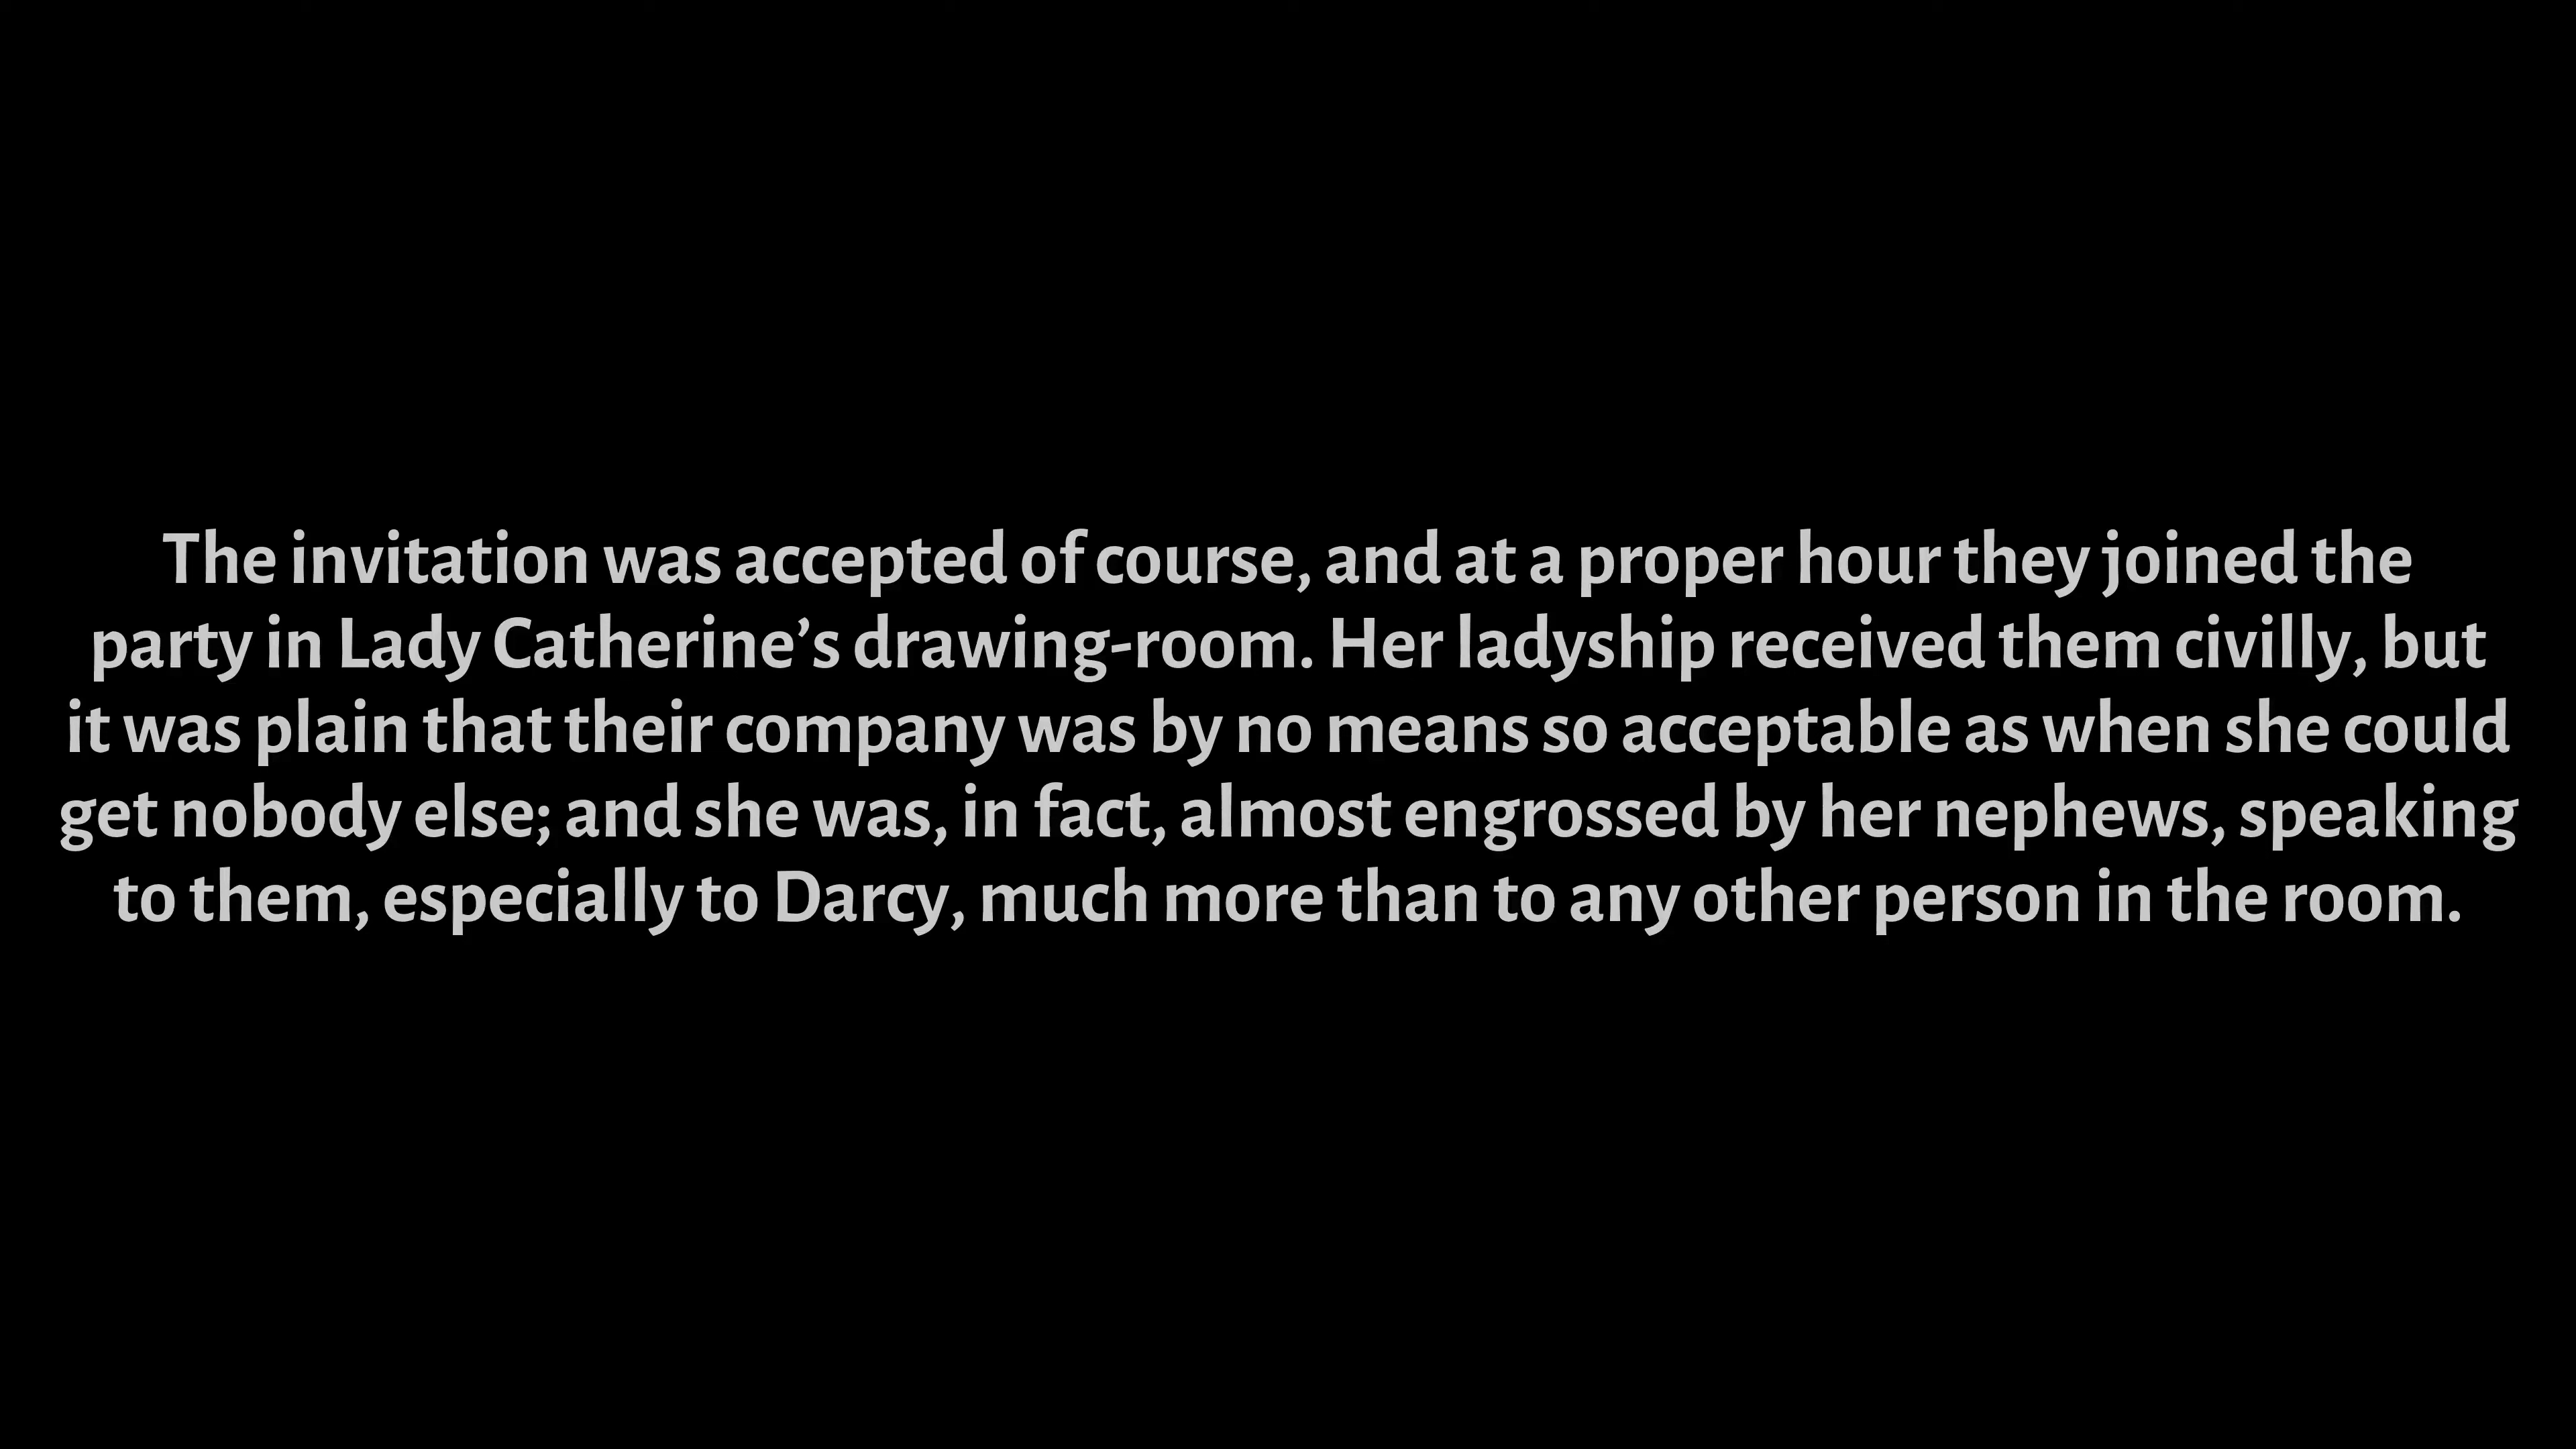 The invitation was accepted of course, and at a proper hour they joined the
party in Lady Catherine’s drawing-room. Her ladyship received them civilly, but
it was plain that their company was by no means so acceptable as when she could
get nobody else; and she was, in fact, almost engrossed by her nephews, speaking
to them, especially to Darcy, much more than to any other person in the room.